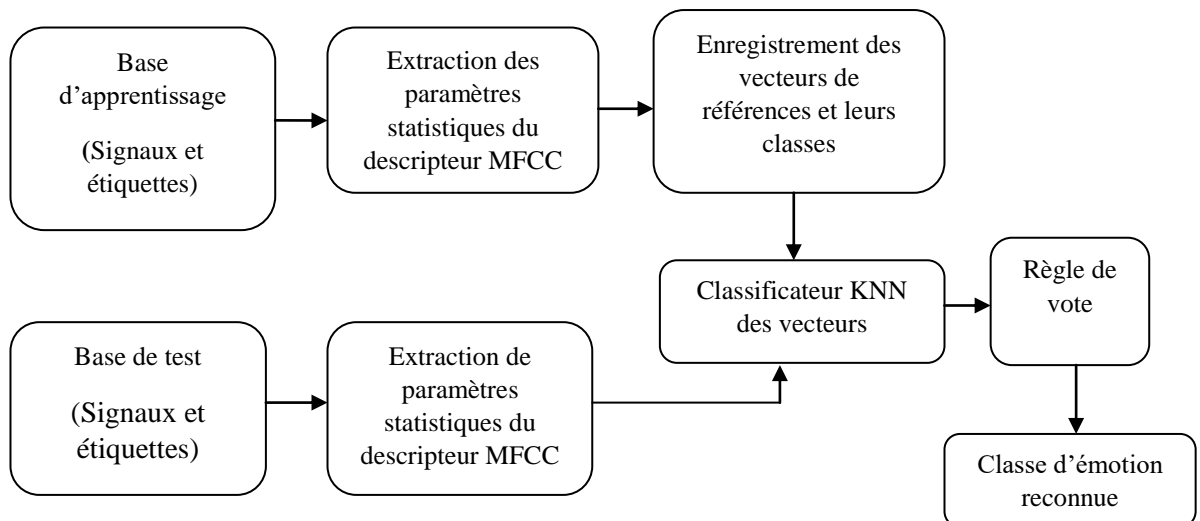 Base
d’apprentissage
(Signaux et
étiquettes)
Extraction des
paramètres
statistiques du
descripteur MFCC
Enregistrement des
vecteurs de
références et leurs
classes
Classificateur KNN
des vecteurs
Règle de
vote
Base de test
(Signaux et
étiquettes)
Extraction de
paramètres
statistiques du
descripteur MFCC
Classe d’émotion
reconnue